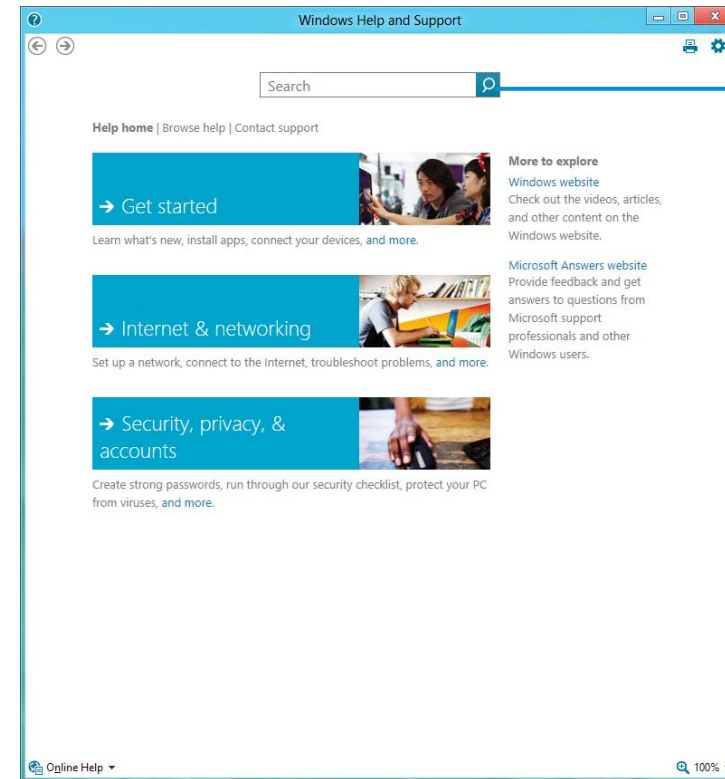 Windows Help and Support
Search
Help home | Browse help | Contact support
→ Get started
Learn what's new, install apps, connect your devices, and more.
→ Internet & networking
Set up a network, connect to the Internet, troubleshoot problems, and more.
→ Security, privacy, &
accounts
Create strong passwords, run through our security checklist, protect your PC
from viruses, and more.
More to explore
Windows website
Check out the videos, articles,
and other content on the
Windows website.
Microsoft Answers website
Provide feedback and get
answers to questions from
Microsoft support
professionals and other
Windows users.
Online Help
100%